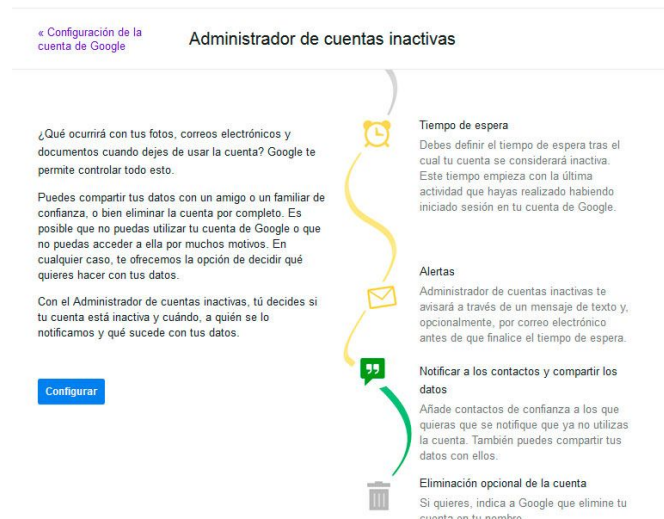 « Configuración de la
cuenta de Google
Administrador de cuentas inactivas
¿Qué ocurrirá con tus fotos, correos electrónicos y
documentos cuando dejes de usar la cuenta? Google te
permite controlar todo esto.
Puedes compartir tus datos con un amigo o un familiar de
confianza, o bien eliminar la cuenta por completo. Es
posible que no puedas utilizar tu cuenta de Google o que
no puedas acceder a ella por muchos motivos. En
cualquier caso, te ofrecemos la opción de decidir qué
quieres hacer con tus datos.
Con el Administrador de cuentas inactivas, tú decides si
tu cuenta está inactiva y cuándo, a quién se lo
notificamos y qué sucede con tus datos.
Configurar
Tiempo de espera
Debes definir el tiempo de espera tras el
cual tu cuenta se considerará inactiva.
Este tiempo empieza con la última
actividad que hayas realizado habiendo
iniciado sesión en tu cuenta de Google.
Alertas
Administrador de cuentas inactivas te
avisará a través de un mensaje de texto y,
opcionalmente, por correo electrónico
antes de que finalice el tiempo de espera.
Notificar a los contactos y compartir los
datos
Añade contactos de confianza a los que
quieras que se notifique que ya no utilizas
la cuenta. También puedes compartir tus
datos con ellos.
Eliminación opcional de la cuenta
Si quieres, indica a Google que elimine tu
cuenta en tu nombre.